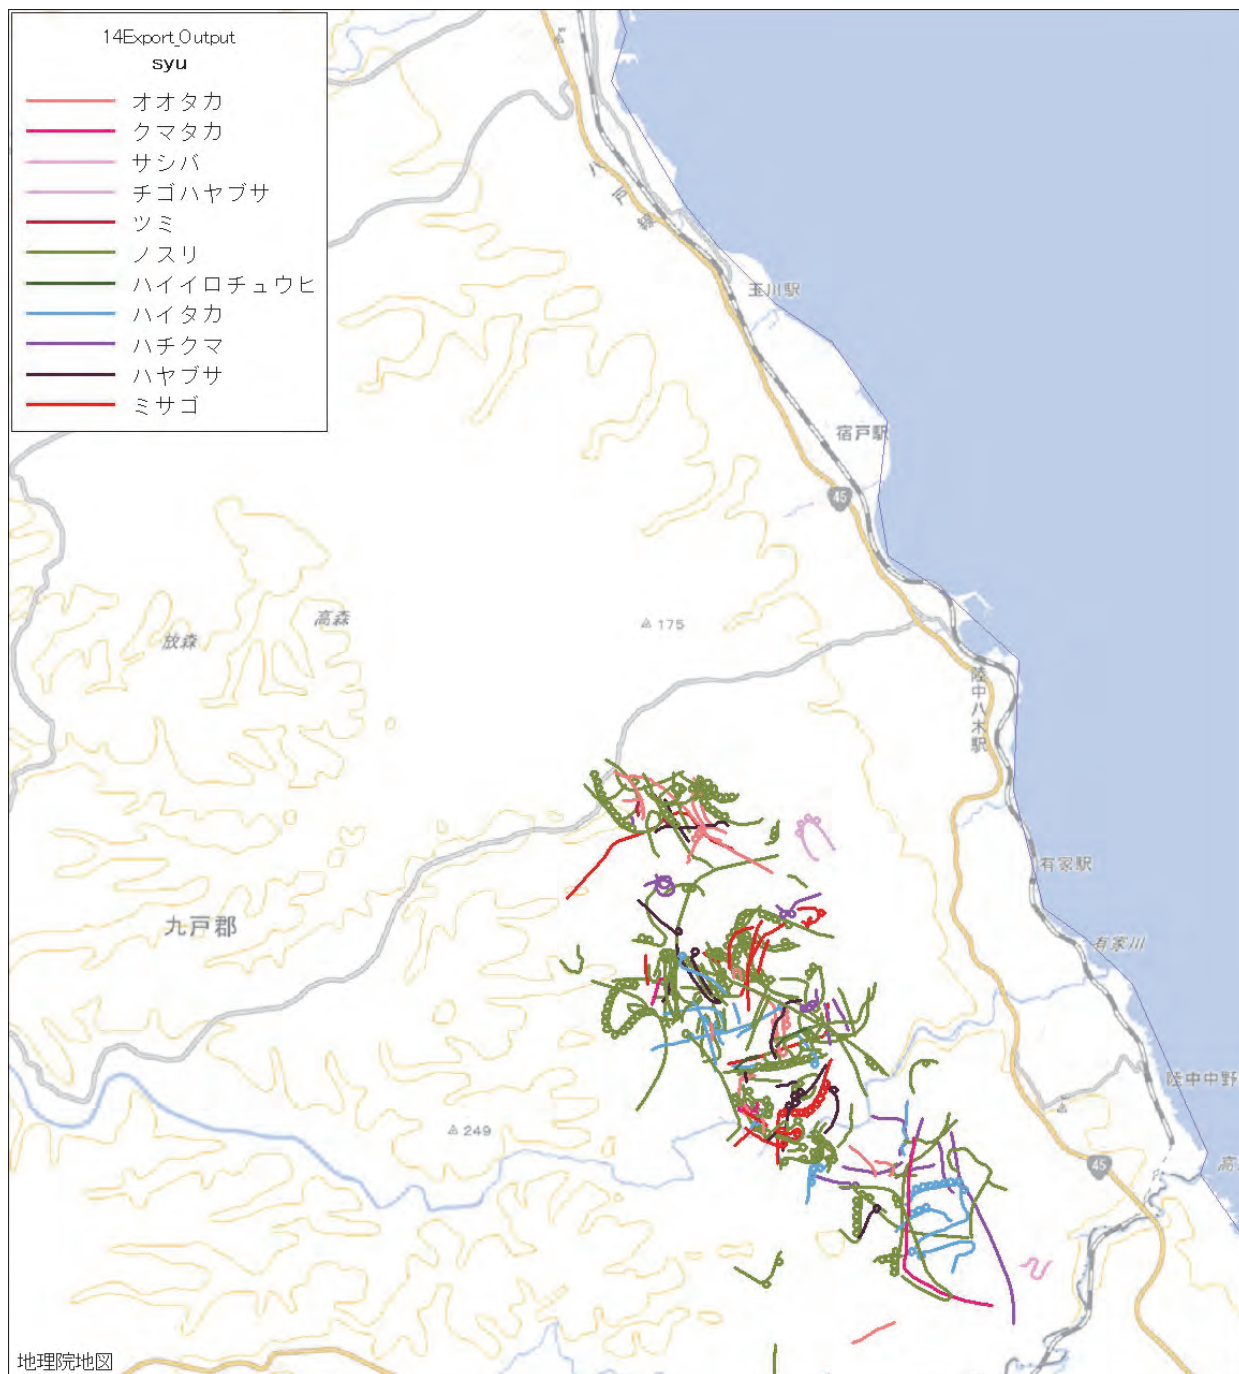 14Export_Output
syu
オオタカ
クマタカ
サシバ
チゴハヤブサ
ツミ
ノスリ
ハイイロチュウヒ
ハイタカ
ハチクマ
ハヤブサ
ミサゴ
八戸線
玉川駅
宿戸駅
45
高森
175
放森
陸中八木駅
有家駅
九戸郡
有家川
陸中中野
249
45
高
地理院地図